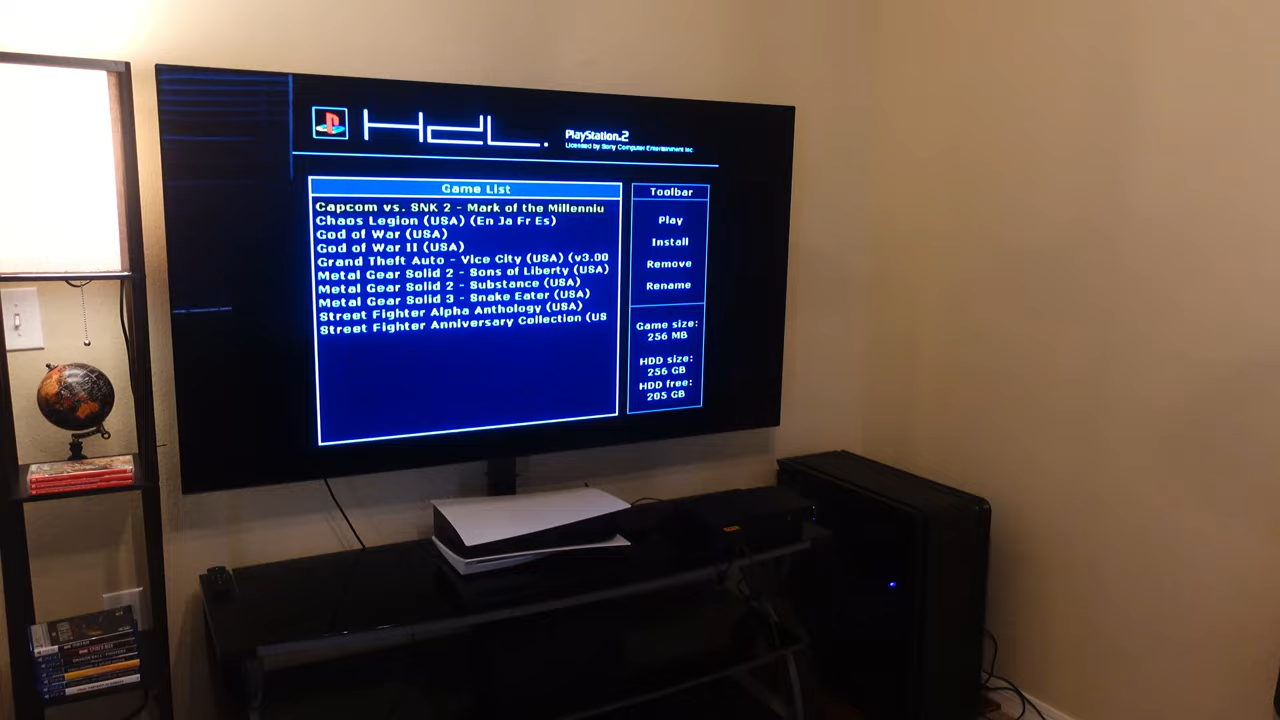 HDL.
PlayStation.2
Licensed by Sony Computer Entertainment Inc.
Game List
Capcom vs. SNK 2 - Mark of the Millenniu
Chaos Legion (USA) (En Ja Fr Es)
God of War (USA)
God of War II (USA)
Grand Theft Auto - Vice City (USA) (v3.00
Metal Gear Solid 2 - Sons of Liberty (USA)
Metal Gear Solid 2 - Substance (USA)
Metal Gear Solid 3 - Snake Eater (USA)
Street Fighter Alpha Anthology (USA)
Street Fighter Anniversary Collection (US
Toolbar
Play
Install
Remove
Rename
Game size:
256 MB
HDD size:
256 GB
HDD free:
205 GB